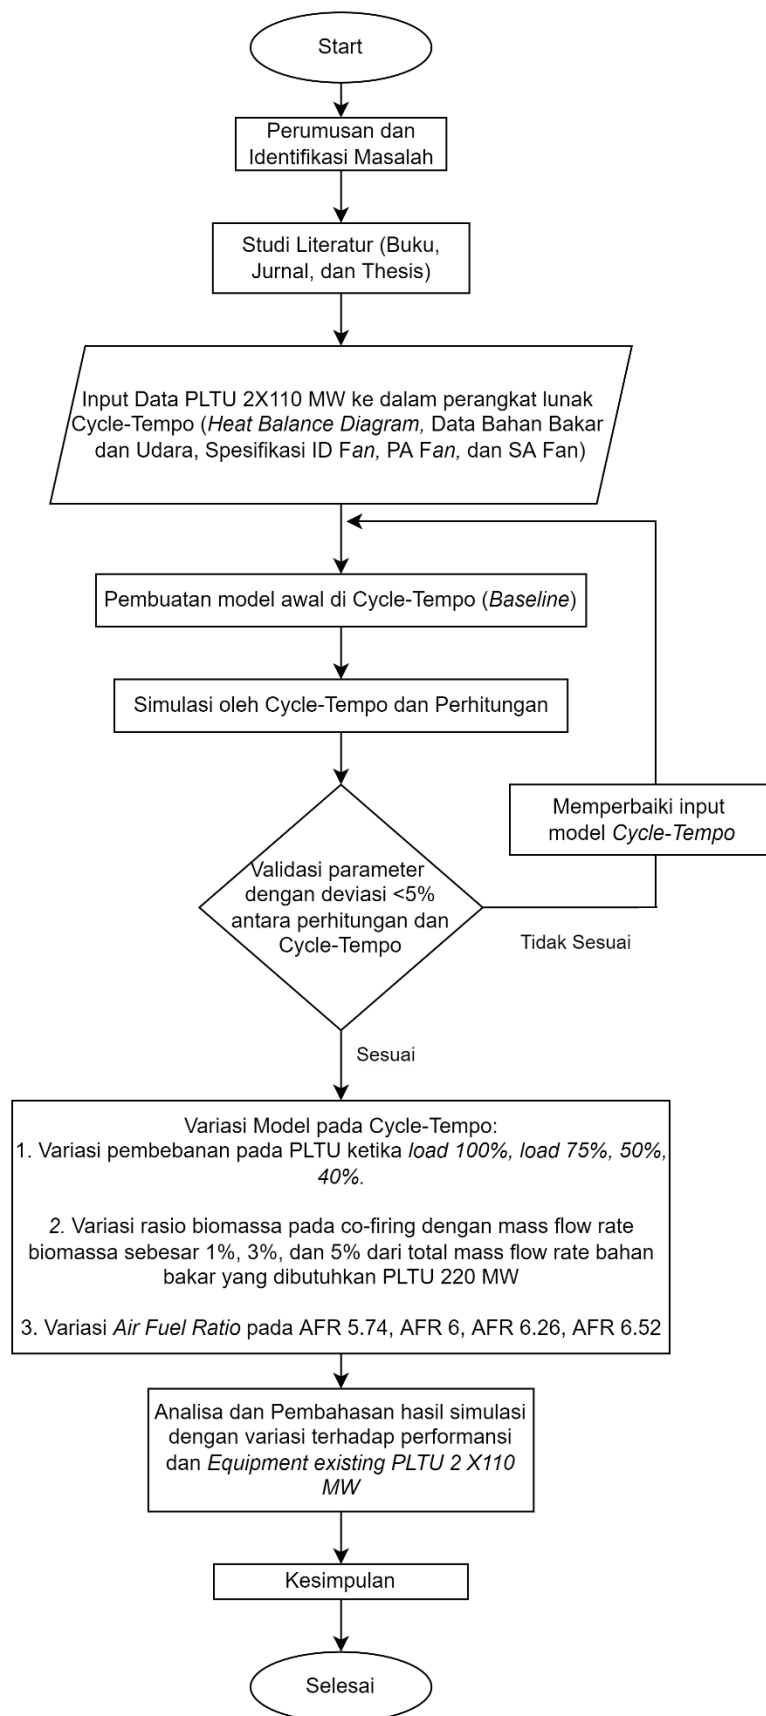 Start
Perumusan dan
Identifikasi Masalah
Studi Literatur (Buku,
Jurnal, dan Thesis)
Input Data PLTU 2X110 MW ke dalam perangkat lunak
Cycle-Tempo (Heat Balance Diagram, Data Bahan Bakar
dan Udara, Spesifikasi ID Fan, PA Fan, dan SA Fan)
Pembuatan model awal di Cycle-Tempo (Baseline)
Simulasi oleh Cycle-Tempo dan Perhitungan
Memperbaiki input
model Cycle-Tempo
Validasi parameter
dengan deviasi <5%
antara perhitungan dan
Cycle-Tempo
Tidak Sesuai
Sesuai
Variasi Model pada Cycle-Tempo:
1. Variasi pembebanan pada PLTU ketika load 100%, load 75%, 50%,
40%.
2. Variasi rasio biomassa pada co-firing dengan mass flow rate
biomassa sebesar 1%, 3%, dan 5% dari total mass flow rate bahan
bakar yang dibutuhkan PLTU 220 MW
3. Variasi Air Fuel Ratio pada AFR 5.74, AFR 6, AFR 6.26, AFR 6.52
Analisa dan Pembahasan hasil simulasi
dengan variasi terhadap performansi
dan Equipment existing PLTU 2 X110
MW
Kesimpulan
Selesai